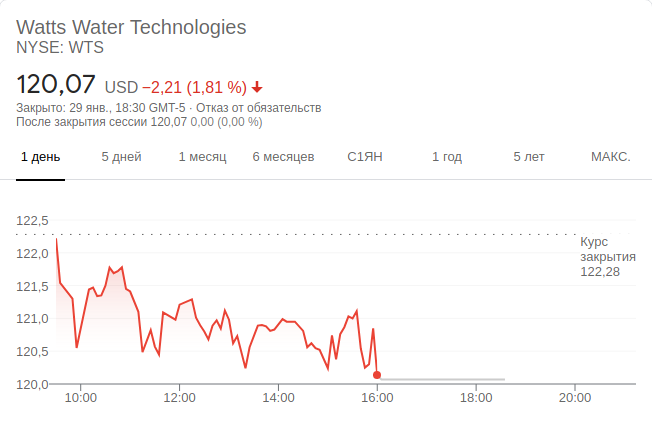 Watts Water Technologies
NYSE: WTS
120,07 USD −2,21 (1,81 %)
Закрыто: 29 янв., 18:30 GMT-5 · Отказ от обязательств
После закрытия сессии 120,07 0,00 (0,00 %)
1 день 5 дней 1 месяц 6 месяцев С1ЯН 1 год 5 лет МАКС.
122,5
Курс
закрытия
122,28
122,0
121,5
121,0
120,5
120,0
10:00 12:00 14:00 16:00 18:00 20:00